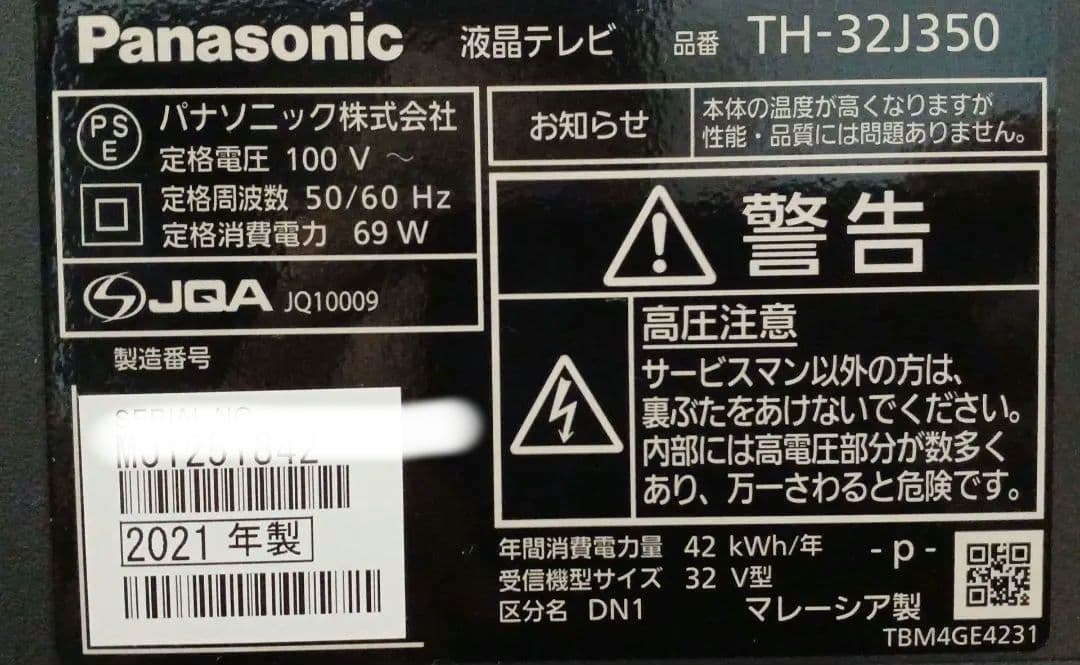 Panasonic 液晶テレビ 品番 TH-32J350
PS
E
パナソニック株式会社
定格電圧 100 V ～
定格周波数 50/60 Hz
定格消費電力 69 W
JQA JQ10009
製造番号
2021 年製
お知らせ
本体の温度が高くなりますが
性能・品質には問題ありません。
警告
高圧注意
サービスマン以外の方は、
裏ぶたをあけないでください。
内部には高電圧部分が数多く
あり、万一さわると危険です。
年間消費電力量 42 kWh/年
受信機型サイズ 32 V型
区分名 DN1
- p -
マレーシア製
TBM4GE4231